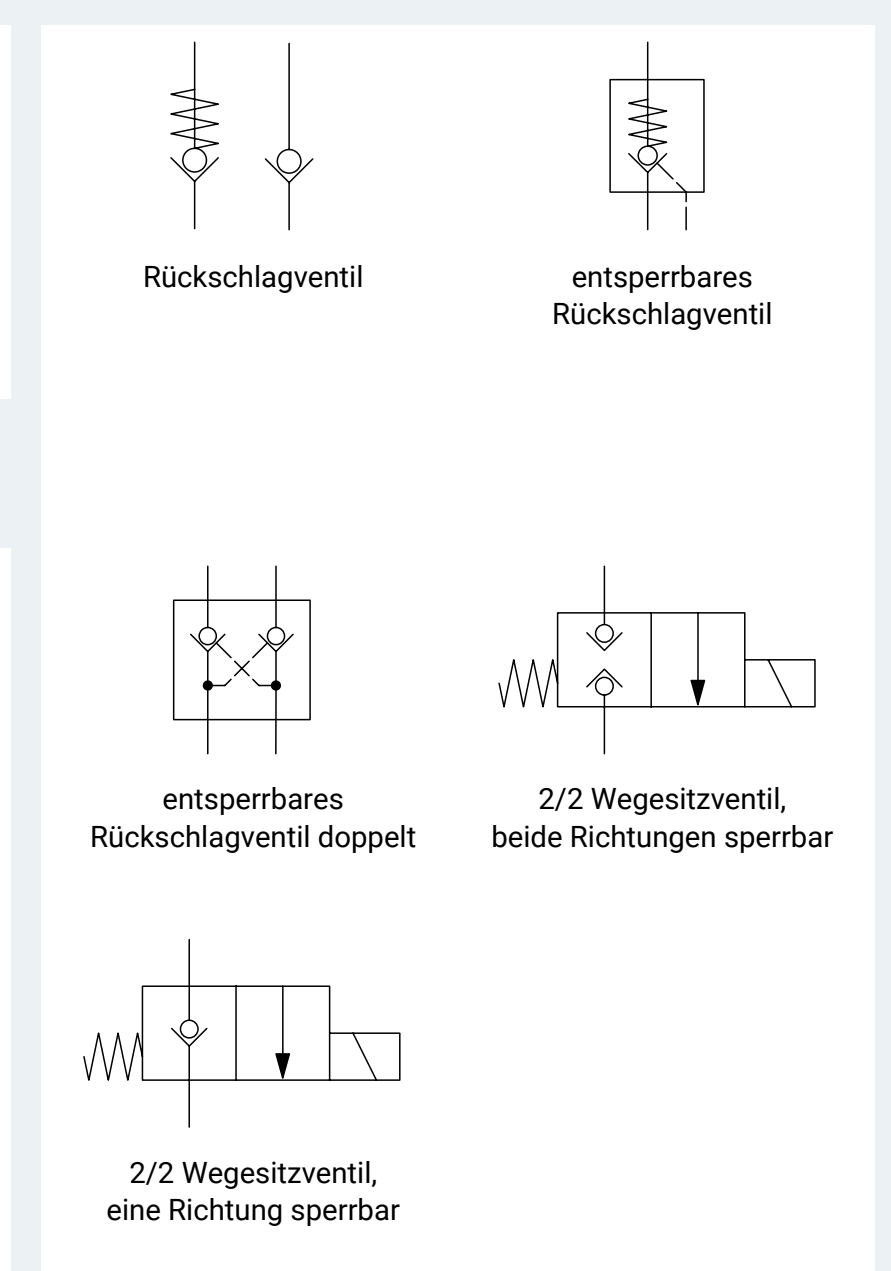 Rückschlagventil
entsperrbares
Rückschlagventil
entsperrbares
Rückschlagventil doppelt
2/2 Wegesitzventil,
beide Richtungen sperrbar
2/2 Wegesitzventil,
eine Richtung sperrbar